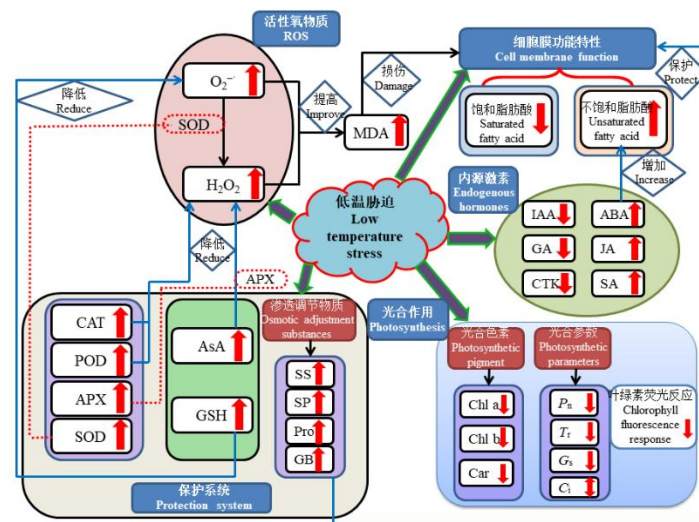 活性氧物质
ROS
细胞膜功能特性
Cell membrane function
降低
Reduce
O₂⁻·
SOD
H₂O₂
提高
Improve
损伤
Damage
MDA
保护
Protect
饱和脂肪酸
Saturated
fatty acid
不饱和脂肪酸
Unsaturated
fatty acid
增加
Increase
内源激素
Endogenous
hormones
IAA
ABA
GA
JA
CTK
SA
低温胁迫
Low
temperature
stress
降低
Reduce
APX
CAT
POD
APX
SOD
AsA
GSH
渗透调节物质
Osmotic adjustment
substances
SS
SP
Pro
GB
保护系统
Protection system
光合作用
Photosynthesis
光合色素
Photosynthetic
pigment
光合参数
Photosynthetic
parameters
Chl a
Chl b
Car
Pn
Tr
Gs
Ci
叶绿素荧光反应
Chlorophyll
fluorescence
response